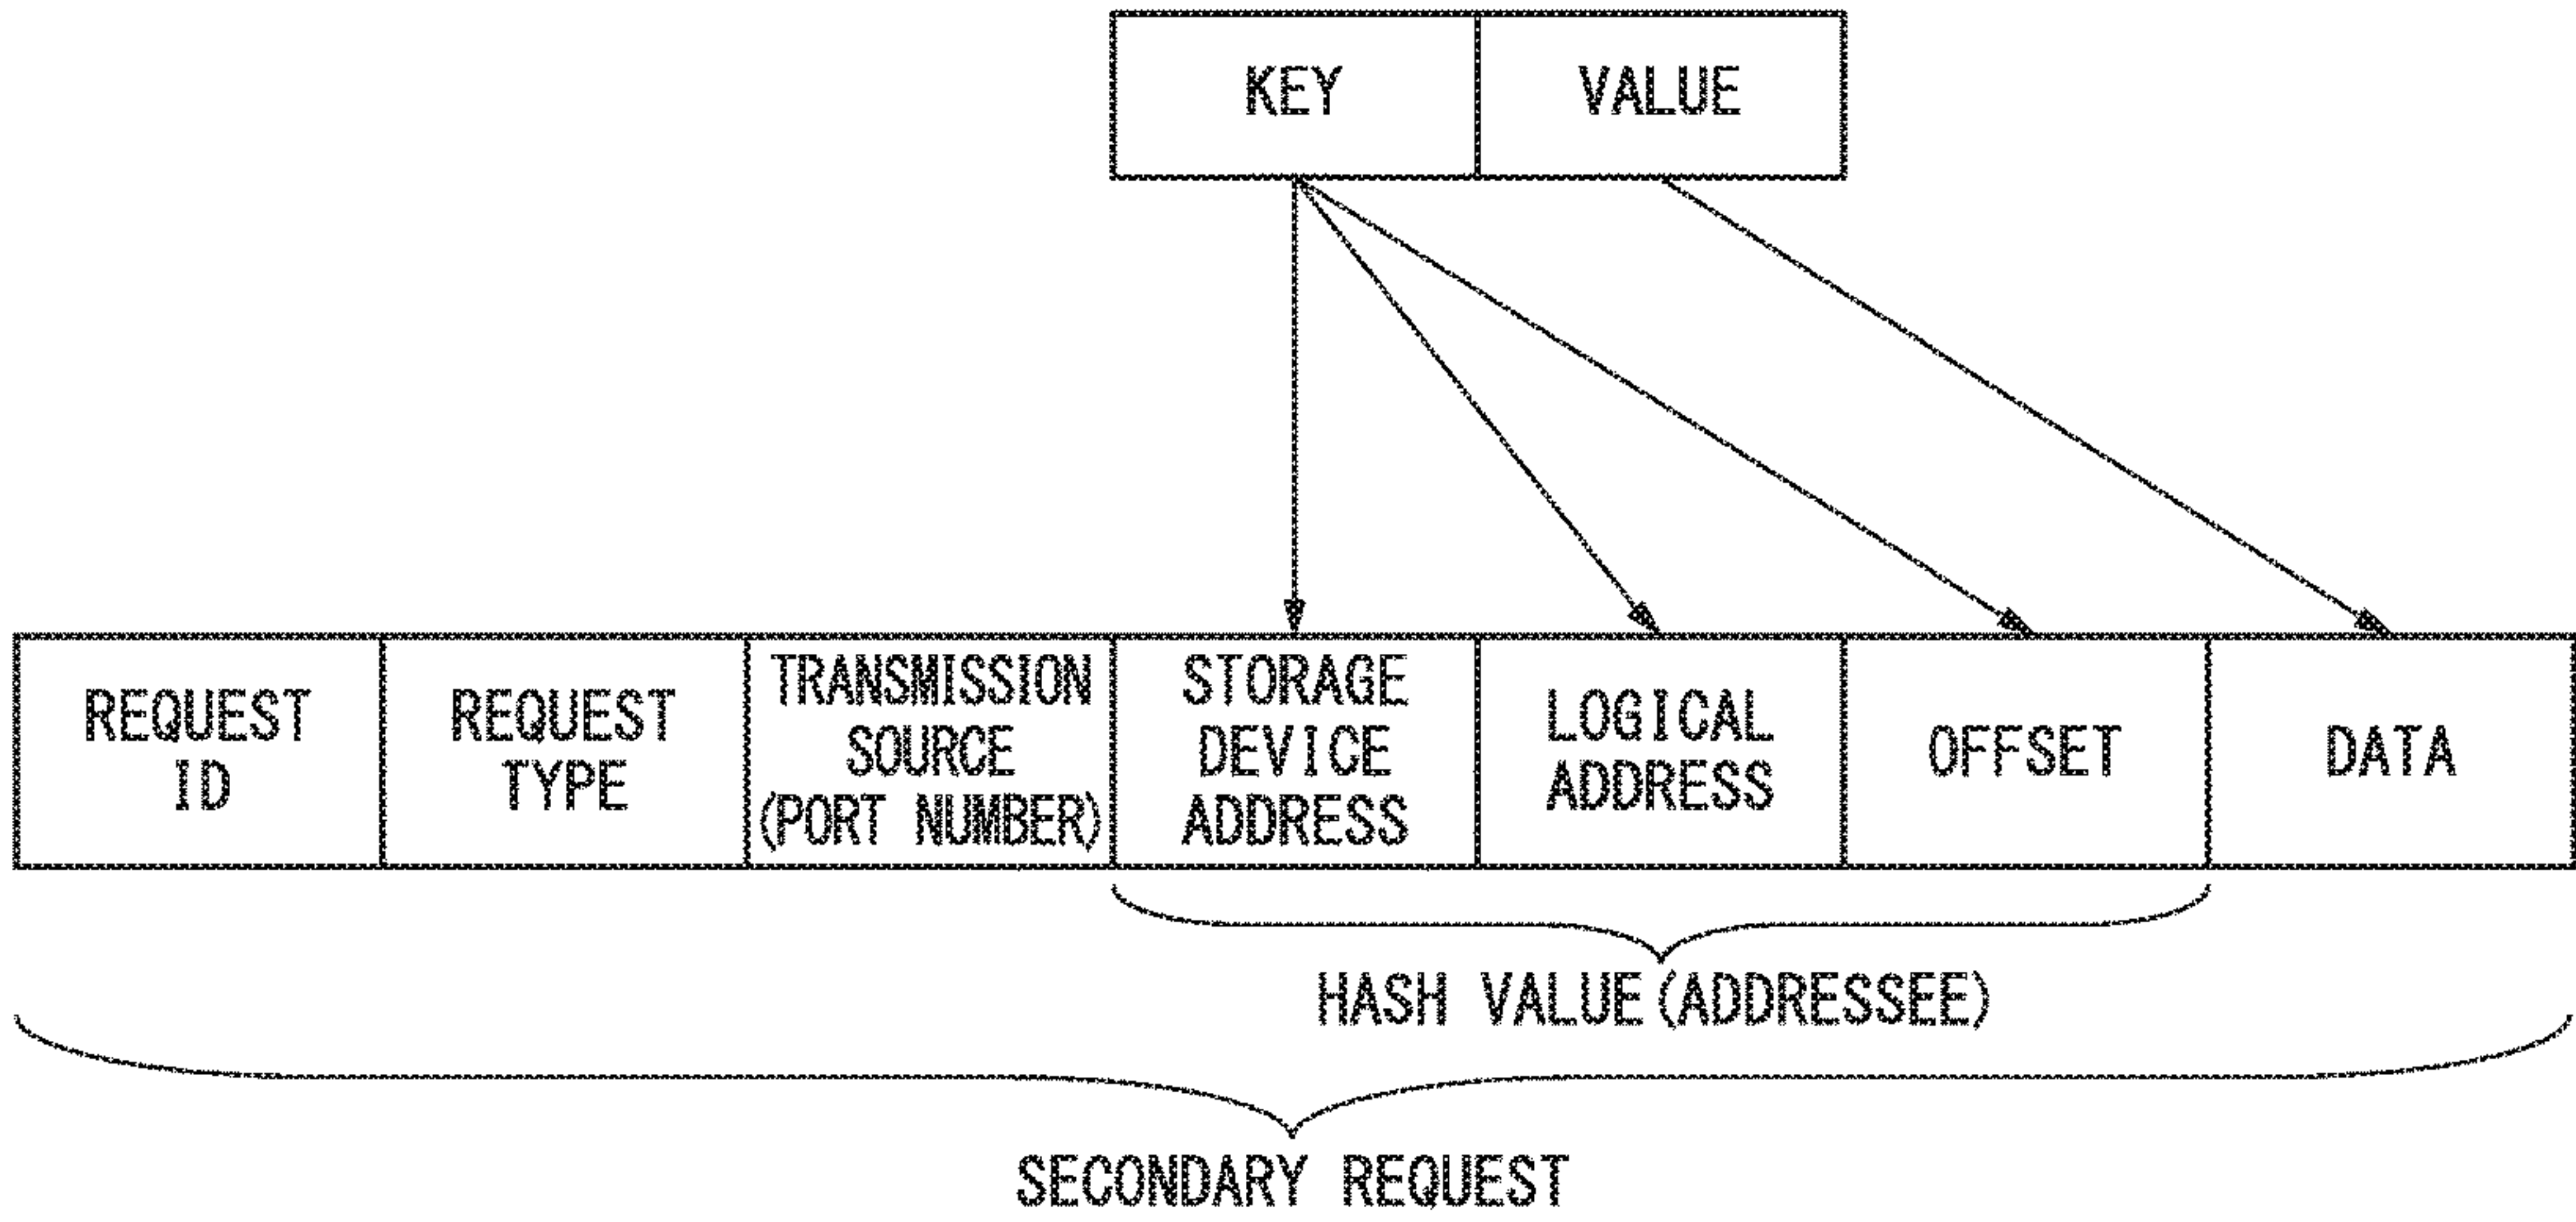 KEY
VALUE
REQUEST
ID
REQUEST
TYPE
TRANSMISSION
SOURCE
(PORT NUMBER)
STORAGE
DEVICE
ADDRESS
LOGICAL
ADDRESS
OFFSET
DATA
HASH VALUE(ADDRESSEE)
SECONDARY REQUEST